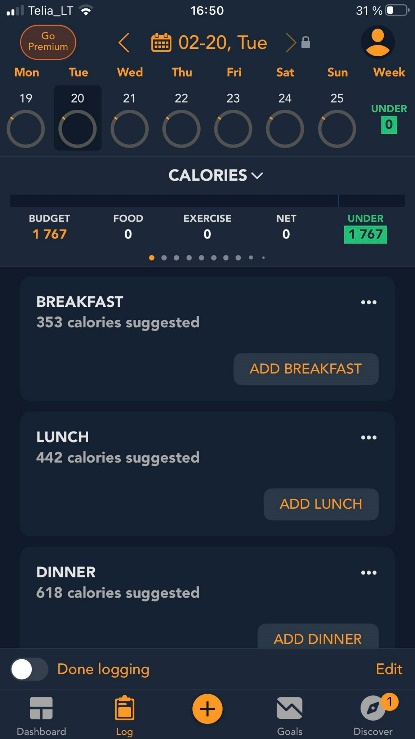 Telia_LT 16:50 31 %
Go Premium
02-20, Tue
Mon Tue Wed Thu Fri Sat Sun Week
19 20 21 22 23 24 25 UNDER
0
CALORIES
BUDGET FOOD EXERCISE NET UNDER
1 767 0 0 0 1 767
BREAKFAST
353 calories suggested
ADD BREAKFAST
LUNCH
442 calories suggested
ADD LUNCH
DINNER
618 calories suggested
ADD DINNER
Done logging Edit
1
Dashboard Log Goals Discover